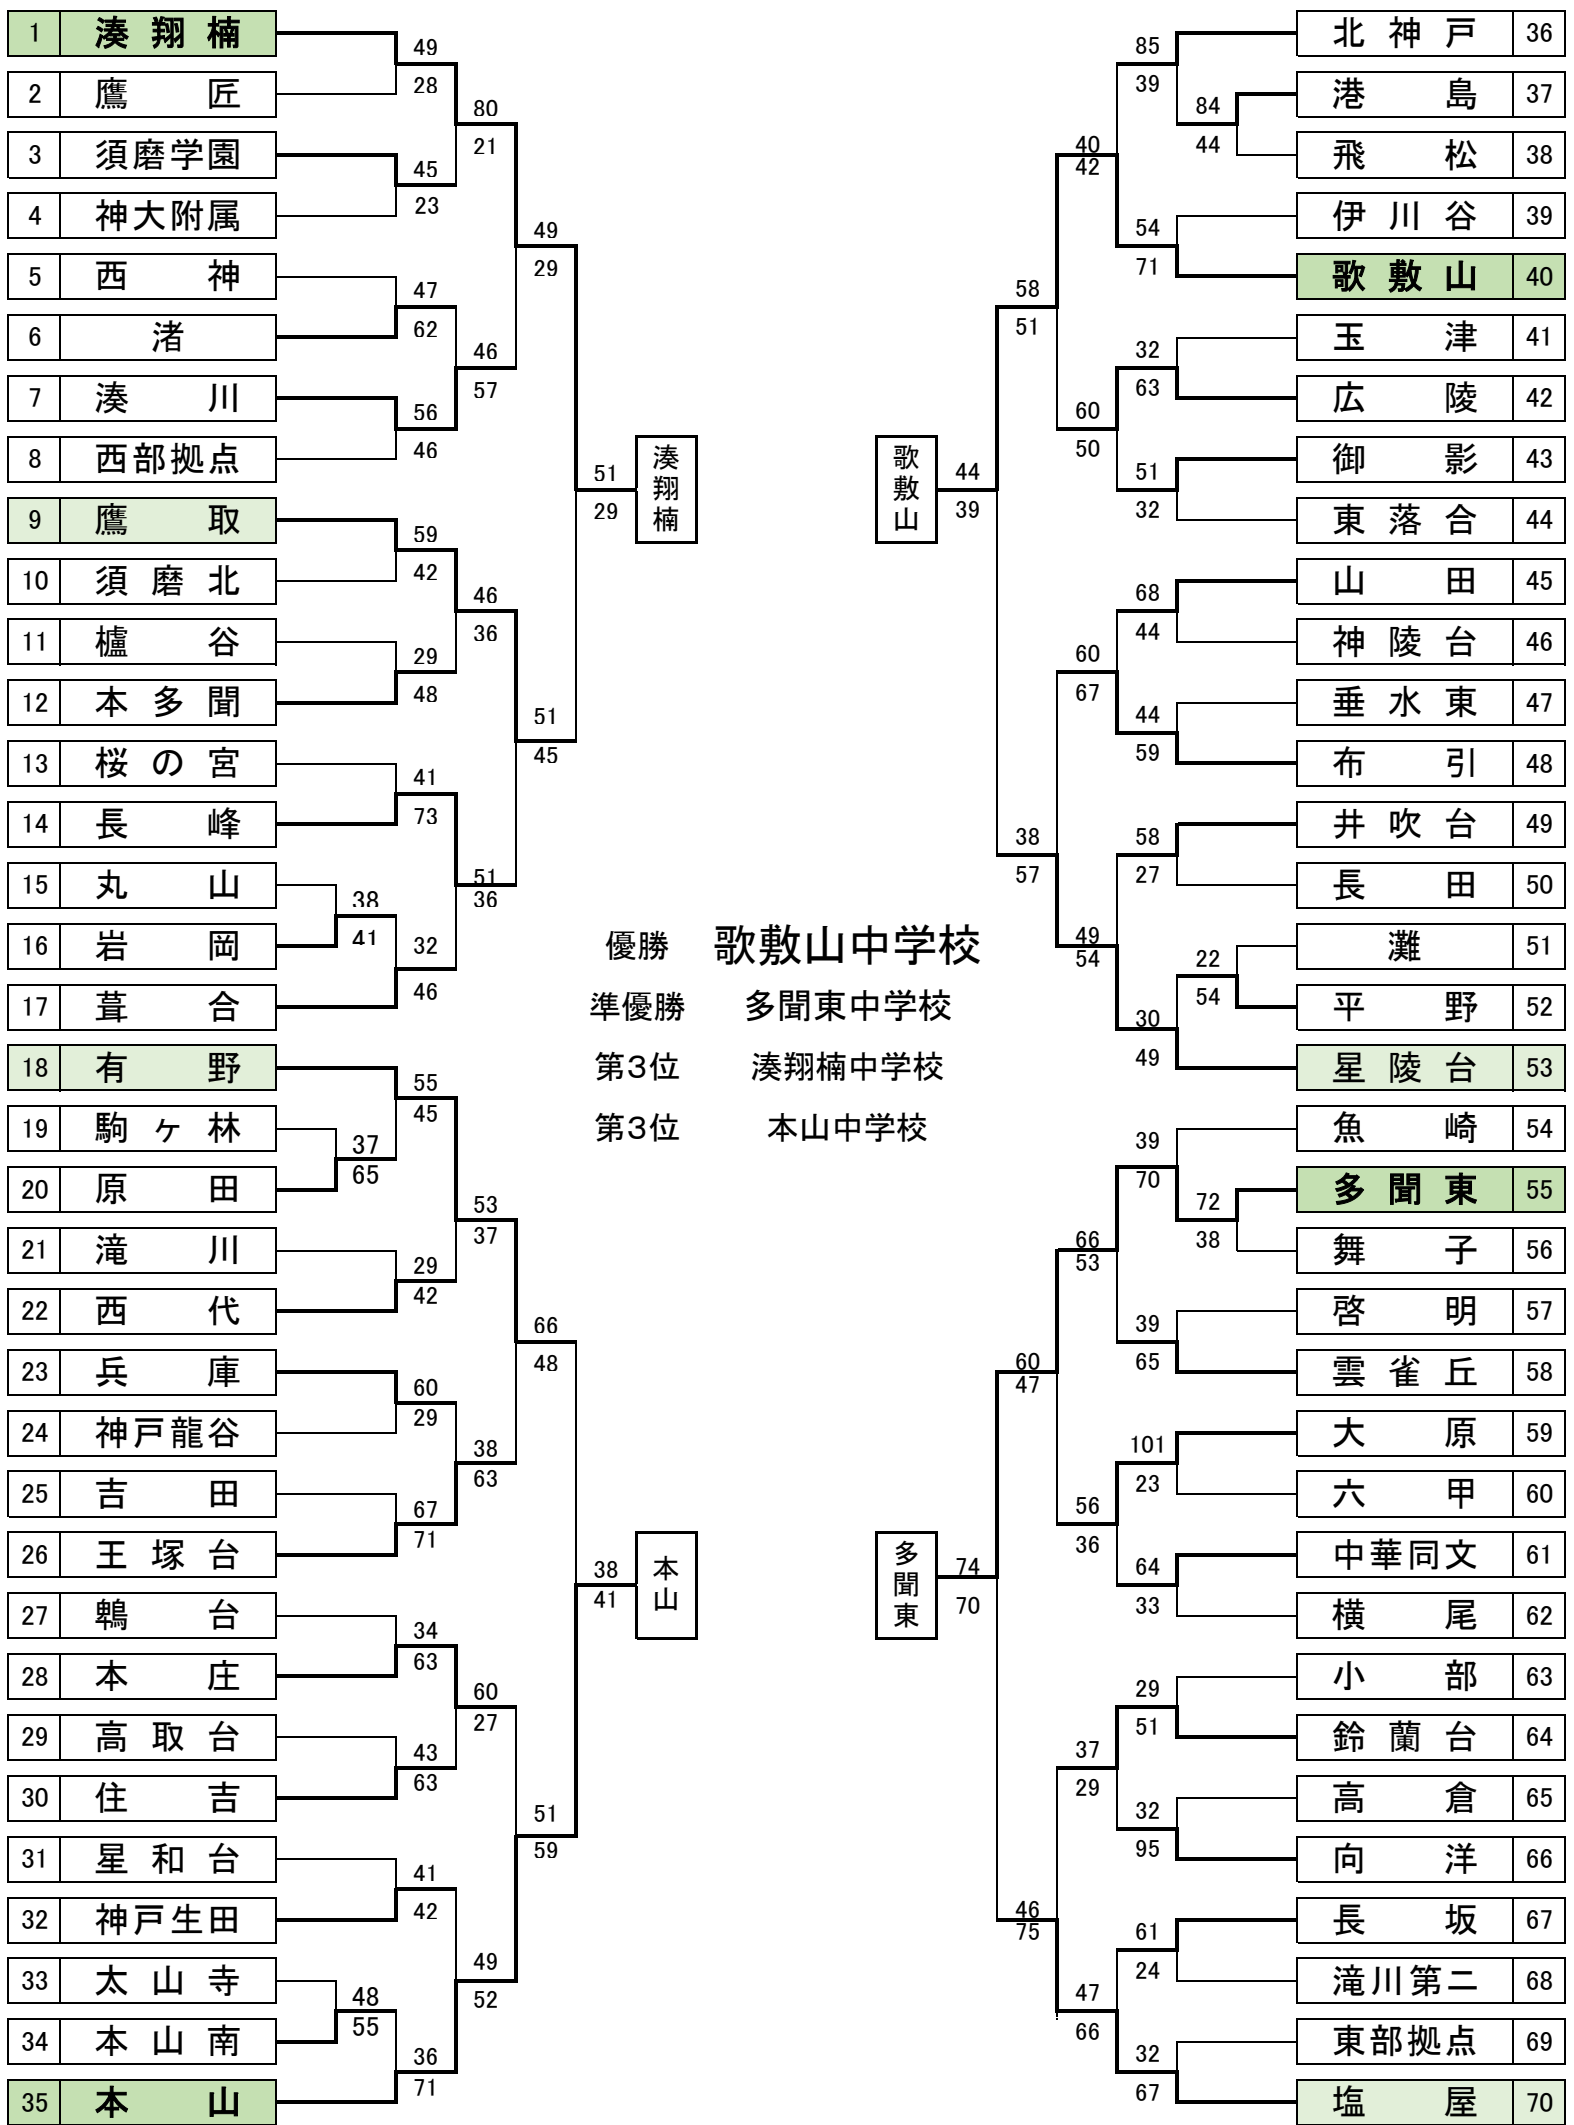 1 湊翔楠
2 鷹匠
3 須磨学園
4 神大附属
5 西神
6 渚
7 湊川
8 西部拠点
9 鷹取
10 須磨北
11 櫨谷
12 本多聞
13 桜の宮
14 長峰
15 丸山
16 岩岡
17 葺合
18 有野
19 駒ヶ林
20 原田
21 滝川
22 西代
23 兵庫
24 神戸龍谷
25 吉田
26 王塚台
27 鵯台
28 本庄
29 高取台
30 住吉
31 星和台
32 神戸生田
33 太山寺
34 本山南
35 本山
38
41
37
65
48
55
49
28
45
23
47
62
56
46
59
42
29
48
41
73
32
46
55
45
29
42
60
29
67
71
34
63
43
63
41
42
36
71
80
21
46
57
46
36
51
36
53
37
38
63
60
27
49
52
49
29
51
45
66
48
51
59
51
29
38
41
湊翔楠
本山
優勝 歌敷山中学校
準優勝 多聞東中学校
第3位 湊翔楠中学校
第3位 本山中学校
歌敷山
多聞東
44
39
74
70
58
51
38
57
60
47
46
75
40
42
60
50
60
67
49
54
66
53
56
36
37
29
47
66
85
39
54
71
32
63
51
32
68
44
44
59
58
27
30
49
39
70
39
65
101
23
64
33
29
51
32
95
61
24
32
67
84
44
22
54
72
38
北神戸 36
港島 37
飛松 38
伊川谷 39
歌敷山 40
玉津 41
広陵 42
御影 43
東落合 44
山田 45
神陵台 46
垂水東 47
布引 48
井吹台 49
長田 50
灘 51
平野 52
星陵台 53
魚崎 54
多聞東 55
舞子 56
啓明 57
雲雀丘 58
大原 59
六甲 60
中華同文 61
横尾 62
小部 63
鈴蘭台 64
高倉 65
向洋 66
長坂 67
滝川第二 68
東部拠点 69
塩屋 70